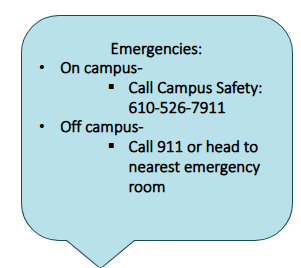 Emergencies:
• On campus-
▪ Call Campus Safety:
610-526-7911
• Off campus-
▪ Call 911 or head to
nearest emergency
room